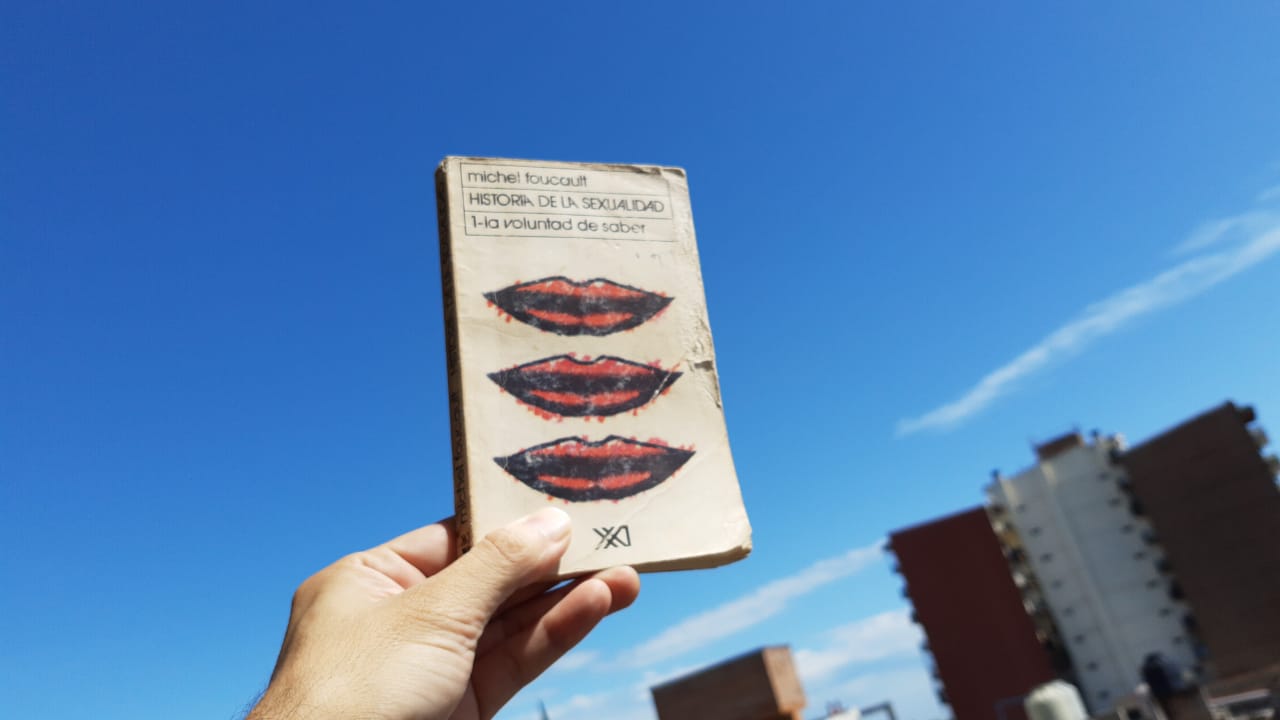 michel foucault
HISTORIA DE LA SEXUALIDAD
1-la voluntad de saber